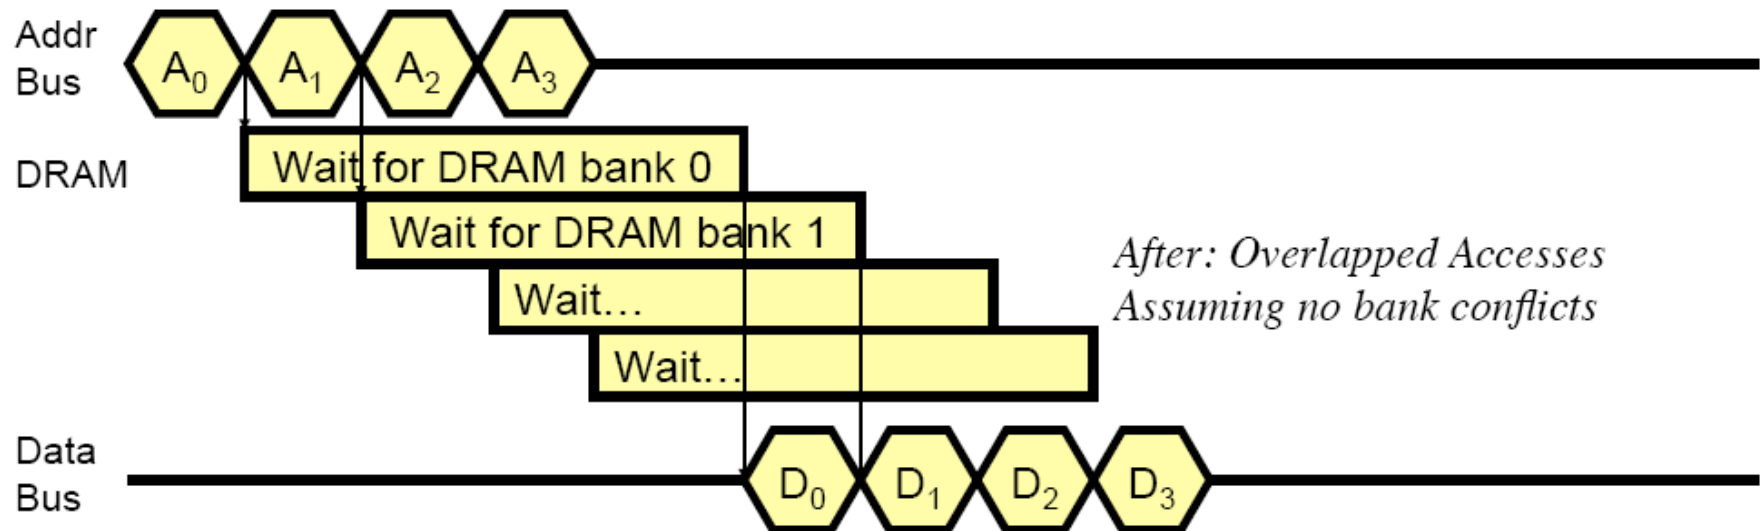 Addr
Bus
A0 A1 A2 A3
DRAM
Wait for DRAM bank 0
Wait for DRAM bank 1
Wait...
Wait...
After: Overlapped Accesses
Assuming no bank conflicts
Data
Bus
D0 D1 D2 D3